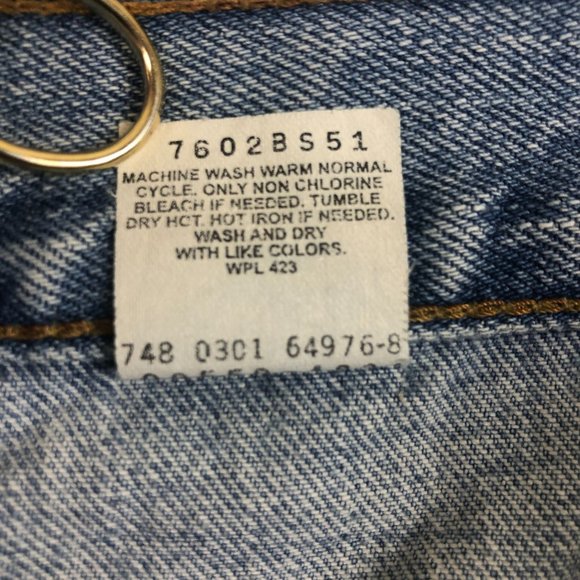 7602BS51
MACHINE WASH WARM NORMAL
CYCLE. ONLY NON CHLORINE
BLEACH IF NEEDED. TUMBLE
DRY HOT. HOT IRON IF NEEDED.
WASH AND DRY
WITH LIKE COLORS.
WPL 423
748 0301 64976-8